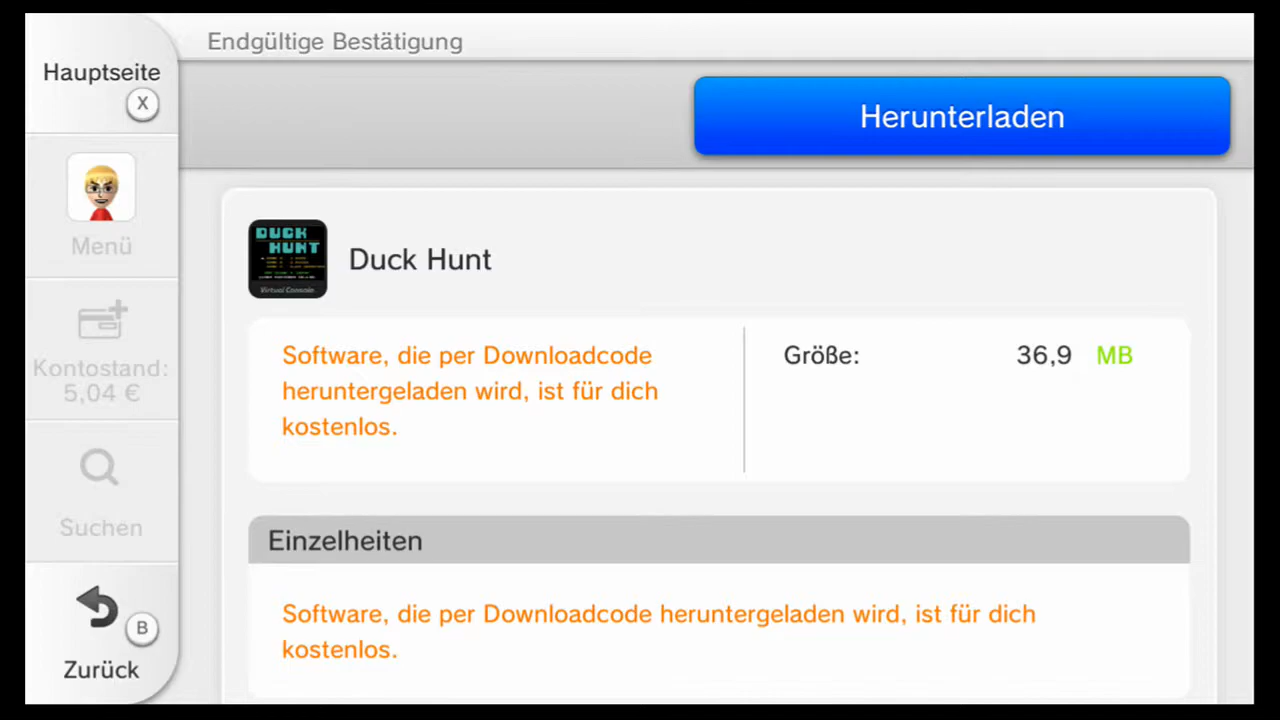 Endgültige Bestätigung
Hauptseite
X
Herunterladen
Menü
Kontostand:
5,04 €
Suchen
B
Zurück
DUCK
HUNT
Virtual Console
Duck Hunt
Software, die per Downloadcode
heruntergeladen wird, ist für dich
kostenlos.
Größe: 36,9 MB
Einzelheiten
Software, die per Downloadcode heruntergeladen wird, ist für dich
kostenlos.